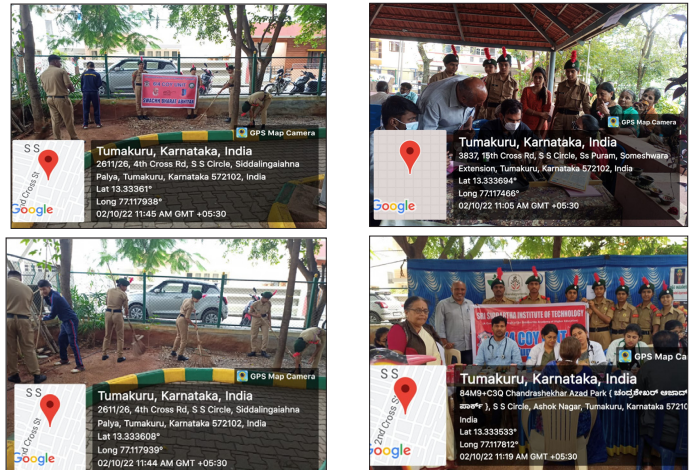 SWACHH BHARAT ABHIYAN
GPS Map Camera
S S
Google
Tumakuru, Karnataka, India
2611/26, 4th Cross Rd, S S Circle, Siddalingaiahna
Palya, Tumakuru, Karnataka 572102, India
Lat 13.33361°
Long 77.117938°
02/10/22 11:45 AM GMT +05:30
GPS Map Camera
Google
Tumakuru, Karnataka, India
3837, 15th Cross Rd, S S Circle, Ss Puram, Someshwara
Extension, Tumakuru, Karnataka 572102, India
Lat 13.333694°
Long 77.117466°
02/10/22 11:05 AM GMT +05:30
GPS Map Camera
S S
2nd Cross St
Google
Tumakuru, Karnataka, India
2611/26, 4th Cross Rd, S S Circle, Siddalingaiahna
Palya, Tumakuru, Karnataka 572102, India
Lat 13.333608°
Long 77.117939°
02/10/22 11:44 AM GMT +05:30
SRI SIDDHARTHA INSTITUTE OF TECHNOLOGY
COY
GPS Map Ca
S S
2nd Cross St
oogle
Tumakuru, Karnataka, India
84M9+C3Q Chandrashekhar Azad Park { ಚಂದ್ರಶೇಖರ್ ಆಜಾದ್
ಪಾರ್ಕ್ }, S S Circle, Ashok Nagar, Tumakuru, Karnataka 57210
India
Lat 13.333533°
Long 77.117812°
02/10/22 11:19 AM GMT +05:30